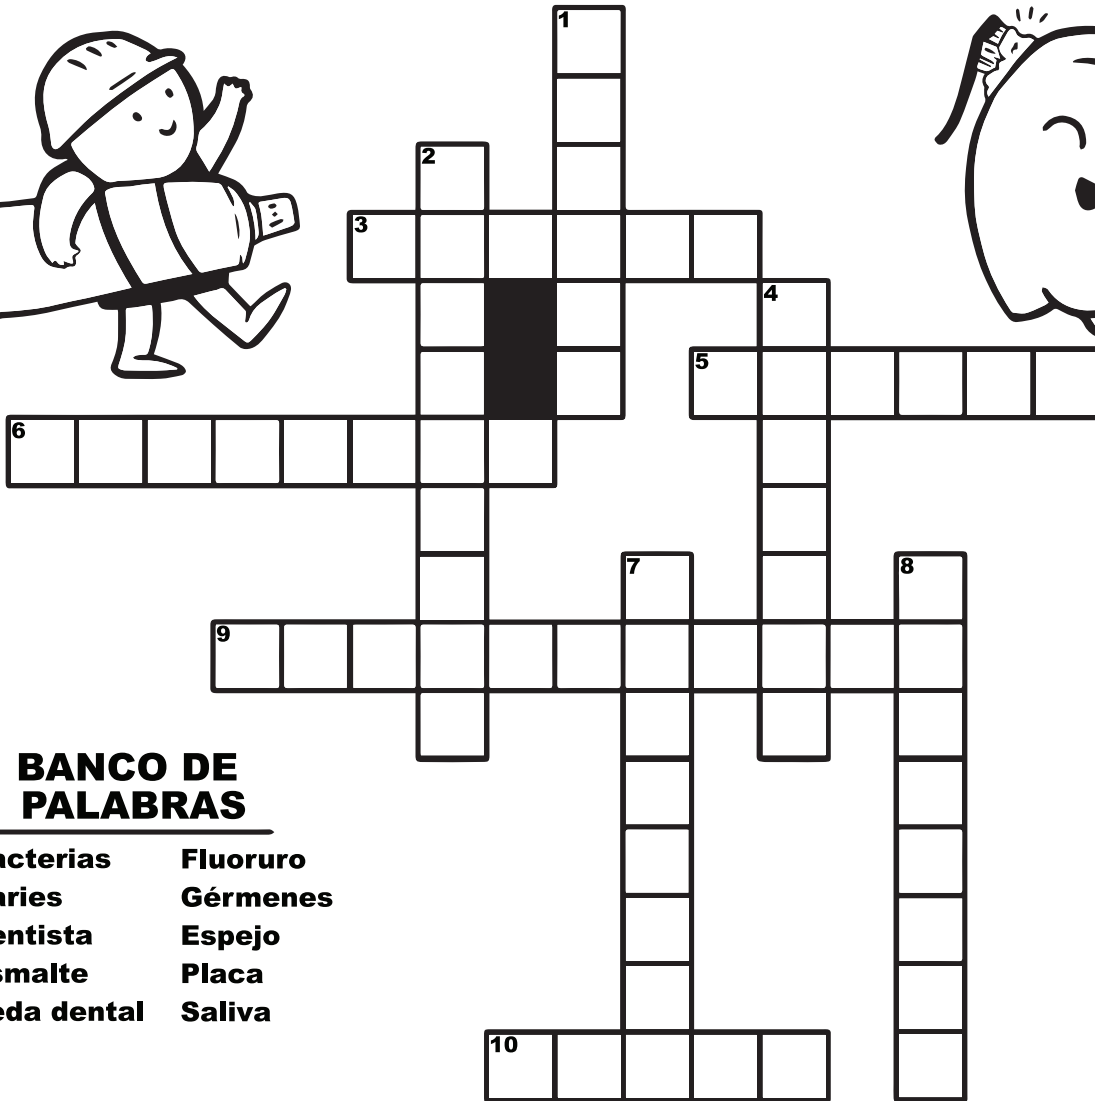 1
2
3
4
5
6
7
8
9
10
BANCO DE
PALABRAS
acterias Fluoruro
aries Gérmenes
entista Espejo
smalte Placa
eda dental Saliva